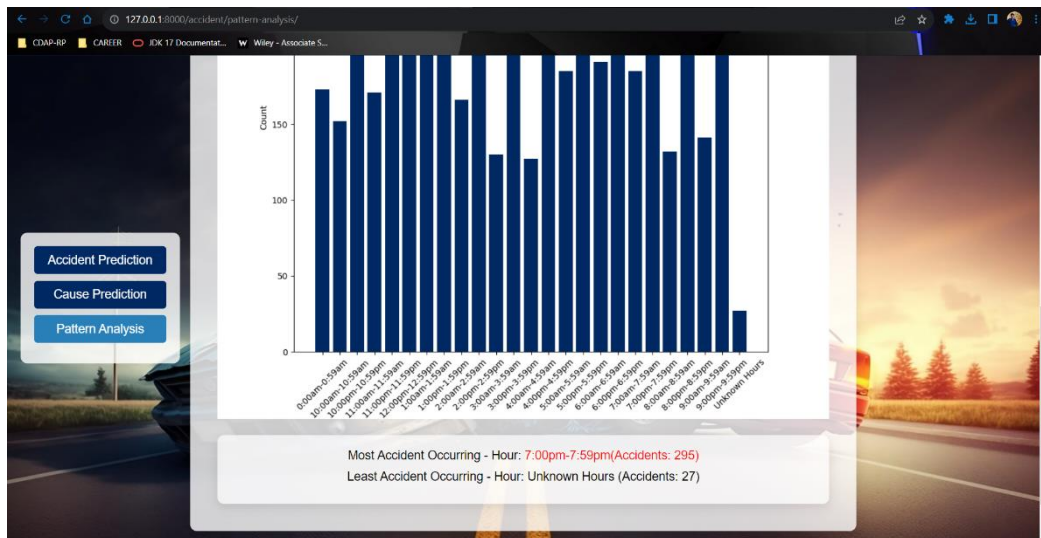 127.0.0.1:8000/accident/pattern-analysis/
CDAP-RP CAREER JDK 17 Documentat... W Wiley - Associate S...
Count
150
100
50
0
0:00am-0:59am
10:00am-10:59am
10:00pm-10:59pm
11:00am-11:59am
11:00pm-11:59pm
12:00pm-12:59pm
1:00am-1:59am
1:00pm-1:59pm
2:00am-2:59am
2:00pm-2:59pm
3:00am-3:59am
3:00pm-3:59pm
4:00am-4:59am
4:00pm-4:59pm
5:00am-5:59am
5:00pm-5:59pm
6:00am-6:59am
6:00pm-6:59pm
7:00am-7:59am
7:00pm-7:59pm
8:00am-8:59am
8:00pm-8:59pm
9:00am-9:59am
9:00pm-9:59pm
Unknown Hours
Accident Prediction
Cause Prediction
Pattern Analysis
Most Accident Occurring - Hour: 7:00pm-7:59pm(Accidents: 295)
Least Accident Occurring - Hour: Unknown Hours (Accidents: 27)